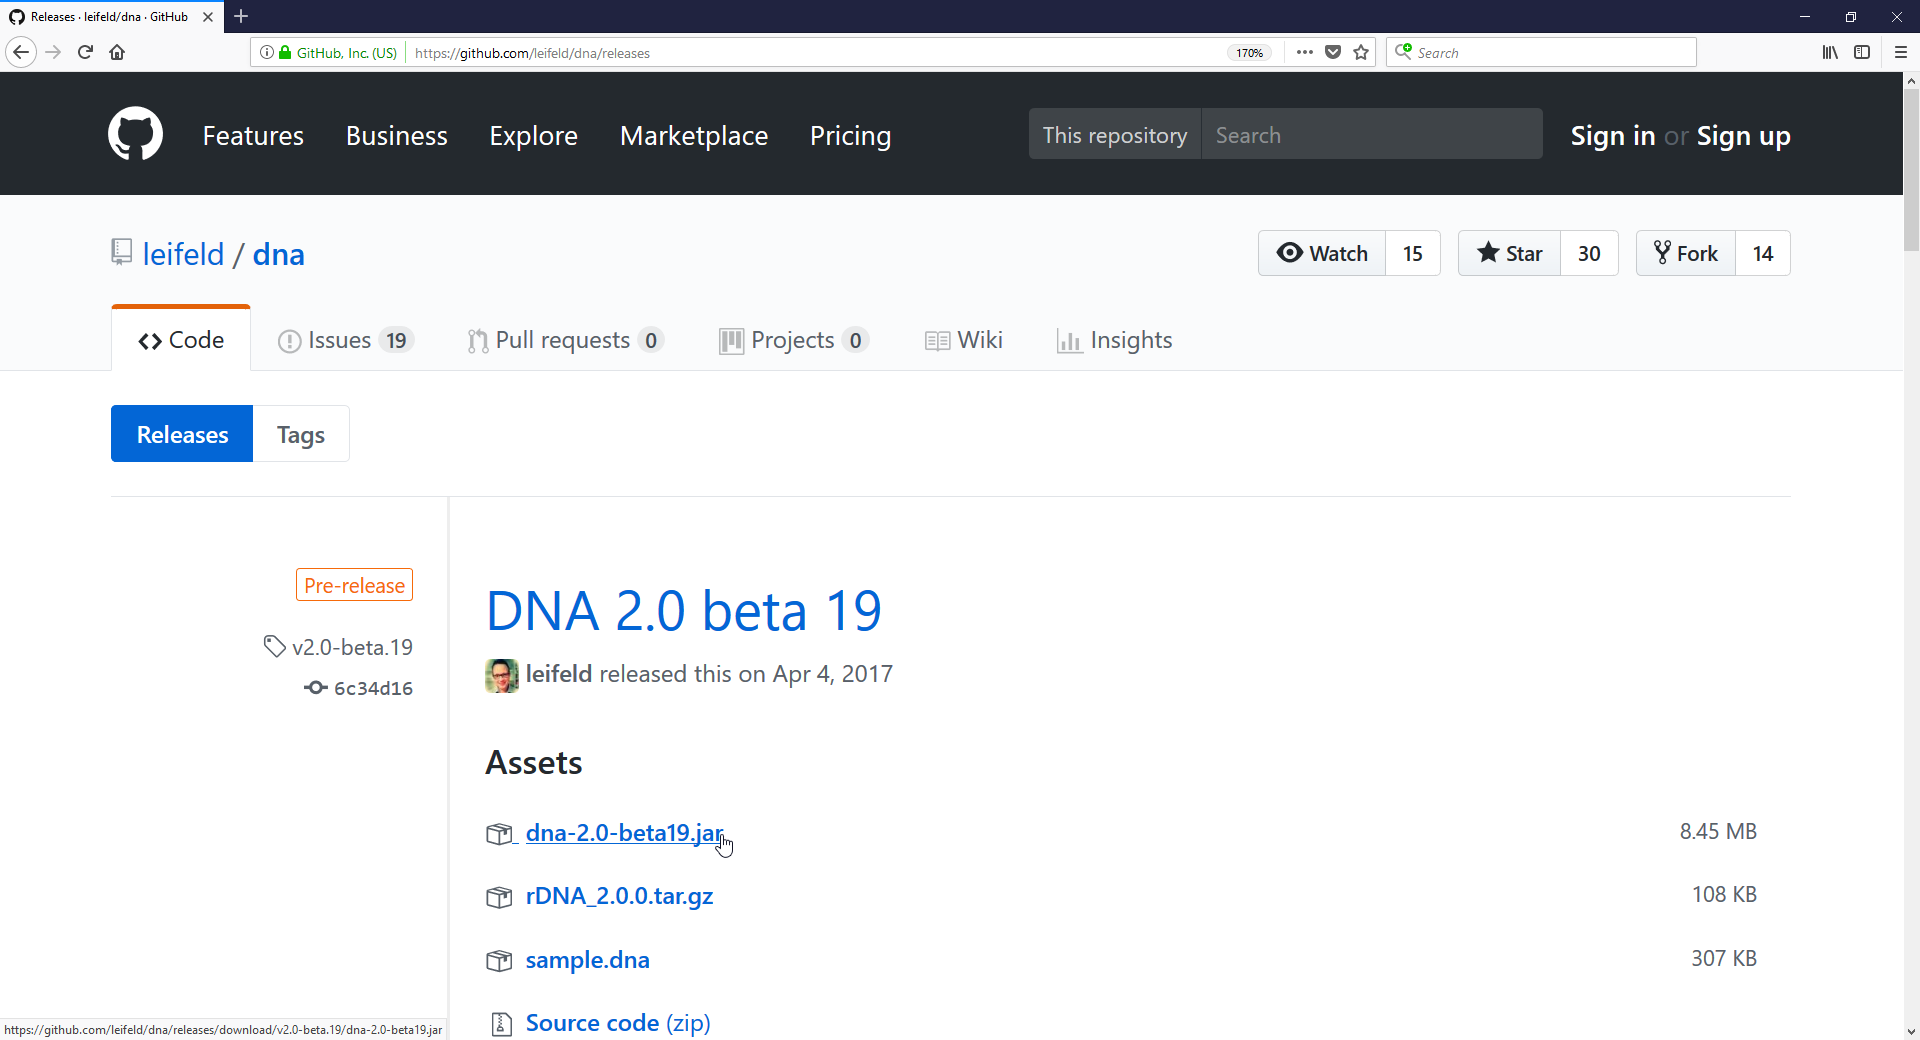 Releases · leifeld/dna · GitHub
GitHub, Inc. (US) https://github.com/leifeld/dna/releases 170% Search
Features Business Explore Marketplace Pricing This repository Search Sign in or Sign up
leifeld / dna Watch 15 Star 30 Fork 14
Code Issues 19 Pull requests 0 Projects 0 Wiki Insights
Releases Tags
Pre-release
DNA 2.0 beta 19
v2.0-beta.19
leifeld released this on Apr 4, 2017
6c34d16
Assets
dna-2.0-beta19.jar 8.45 MB
rDNA_2.0.0.tar.gz 108 KB
sample.dna 307 KB
Source code (zip)
https://github.com/leifeld/dna/releases/download/v2.0-beta.19/dna-2.0-beta19.jar